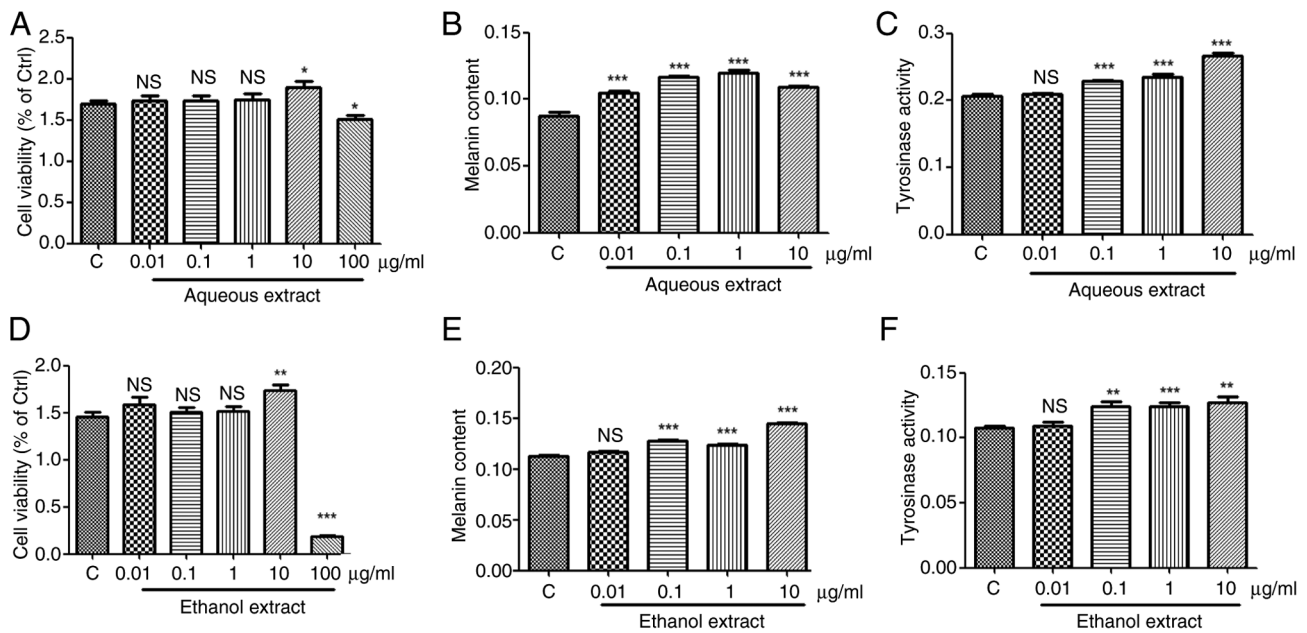 A
Cell viability (% of Ctrl)
2.5
2.0
1.5
1.0
0.5
0.0
NS
NS
NS
*
*
C 0.01 0.1 1 10 100 µg/ml
Aqueous extract
B
Melanin content
0.15
0.10
0.05
0.00
***
***
***
***
C 0.01 0.1 1 10 µg/ml
Aqueous extract
C
Tyrosinase activity
0.3
0.2
0.1
0.0
NS
***
***
***
C 0.01 0.1 1 10 µg/ml
Aqueous extract
D
Cell viability (% of Ctrl)
2.0
1.5
1.0
0.5
0.0
NS
NS
NS
**
***
C 0.01 0.1 1 10 100 µg/ml
Ethanol extract
E
Melanin content
0.20
0.15
0.10
0.05
0.00
NS
***
***
***
C 0.01 0.1 1 10 µg/ml
Ethanol extract
F
Tyrosinase activity
0.15
0.10
0.05
0.00
NS
**
***
**
C 0.01 0.1 1 10 µg/ml
Ethanol extract